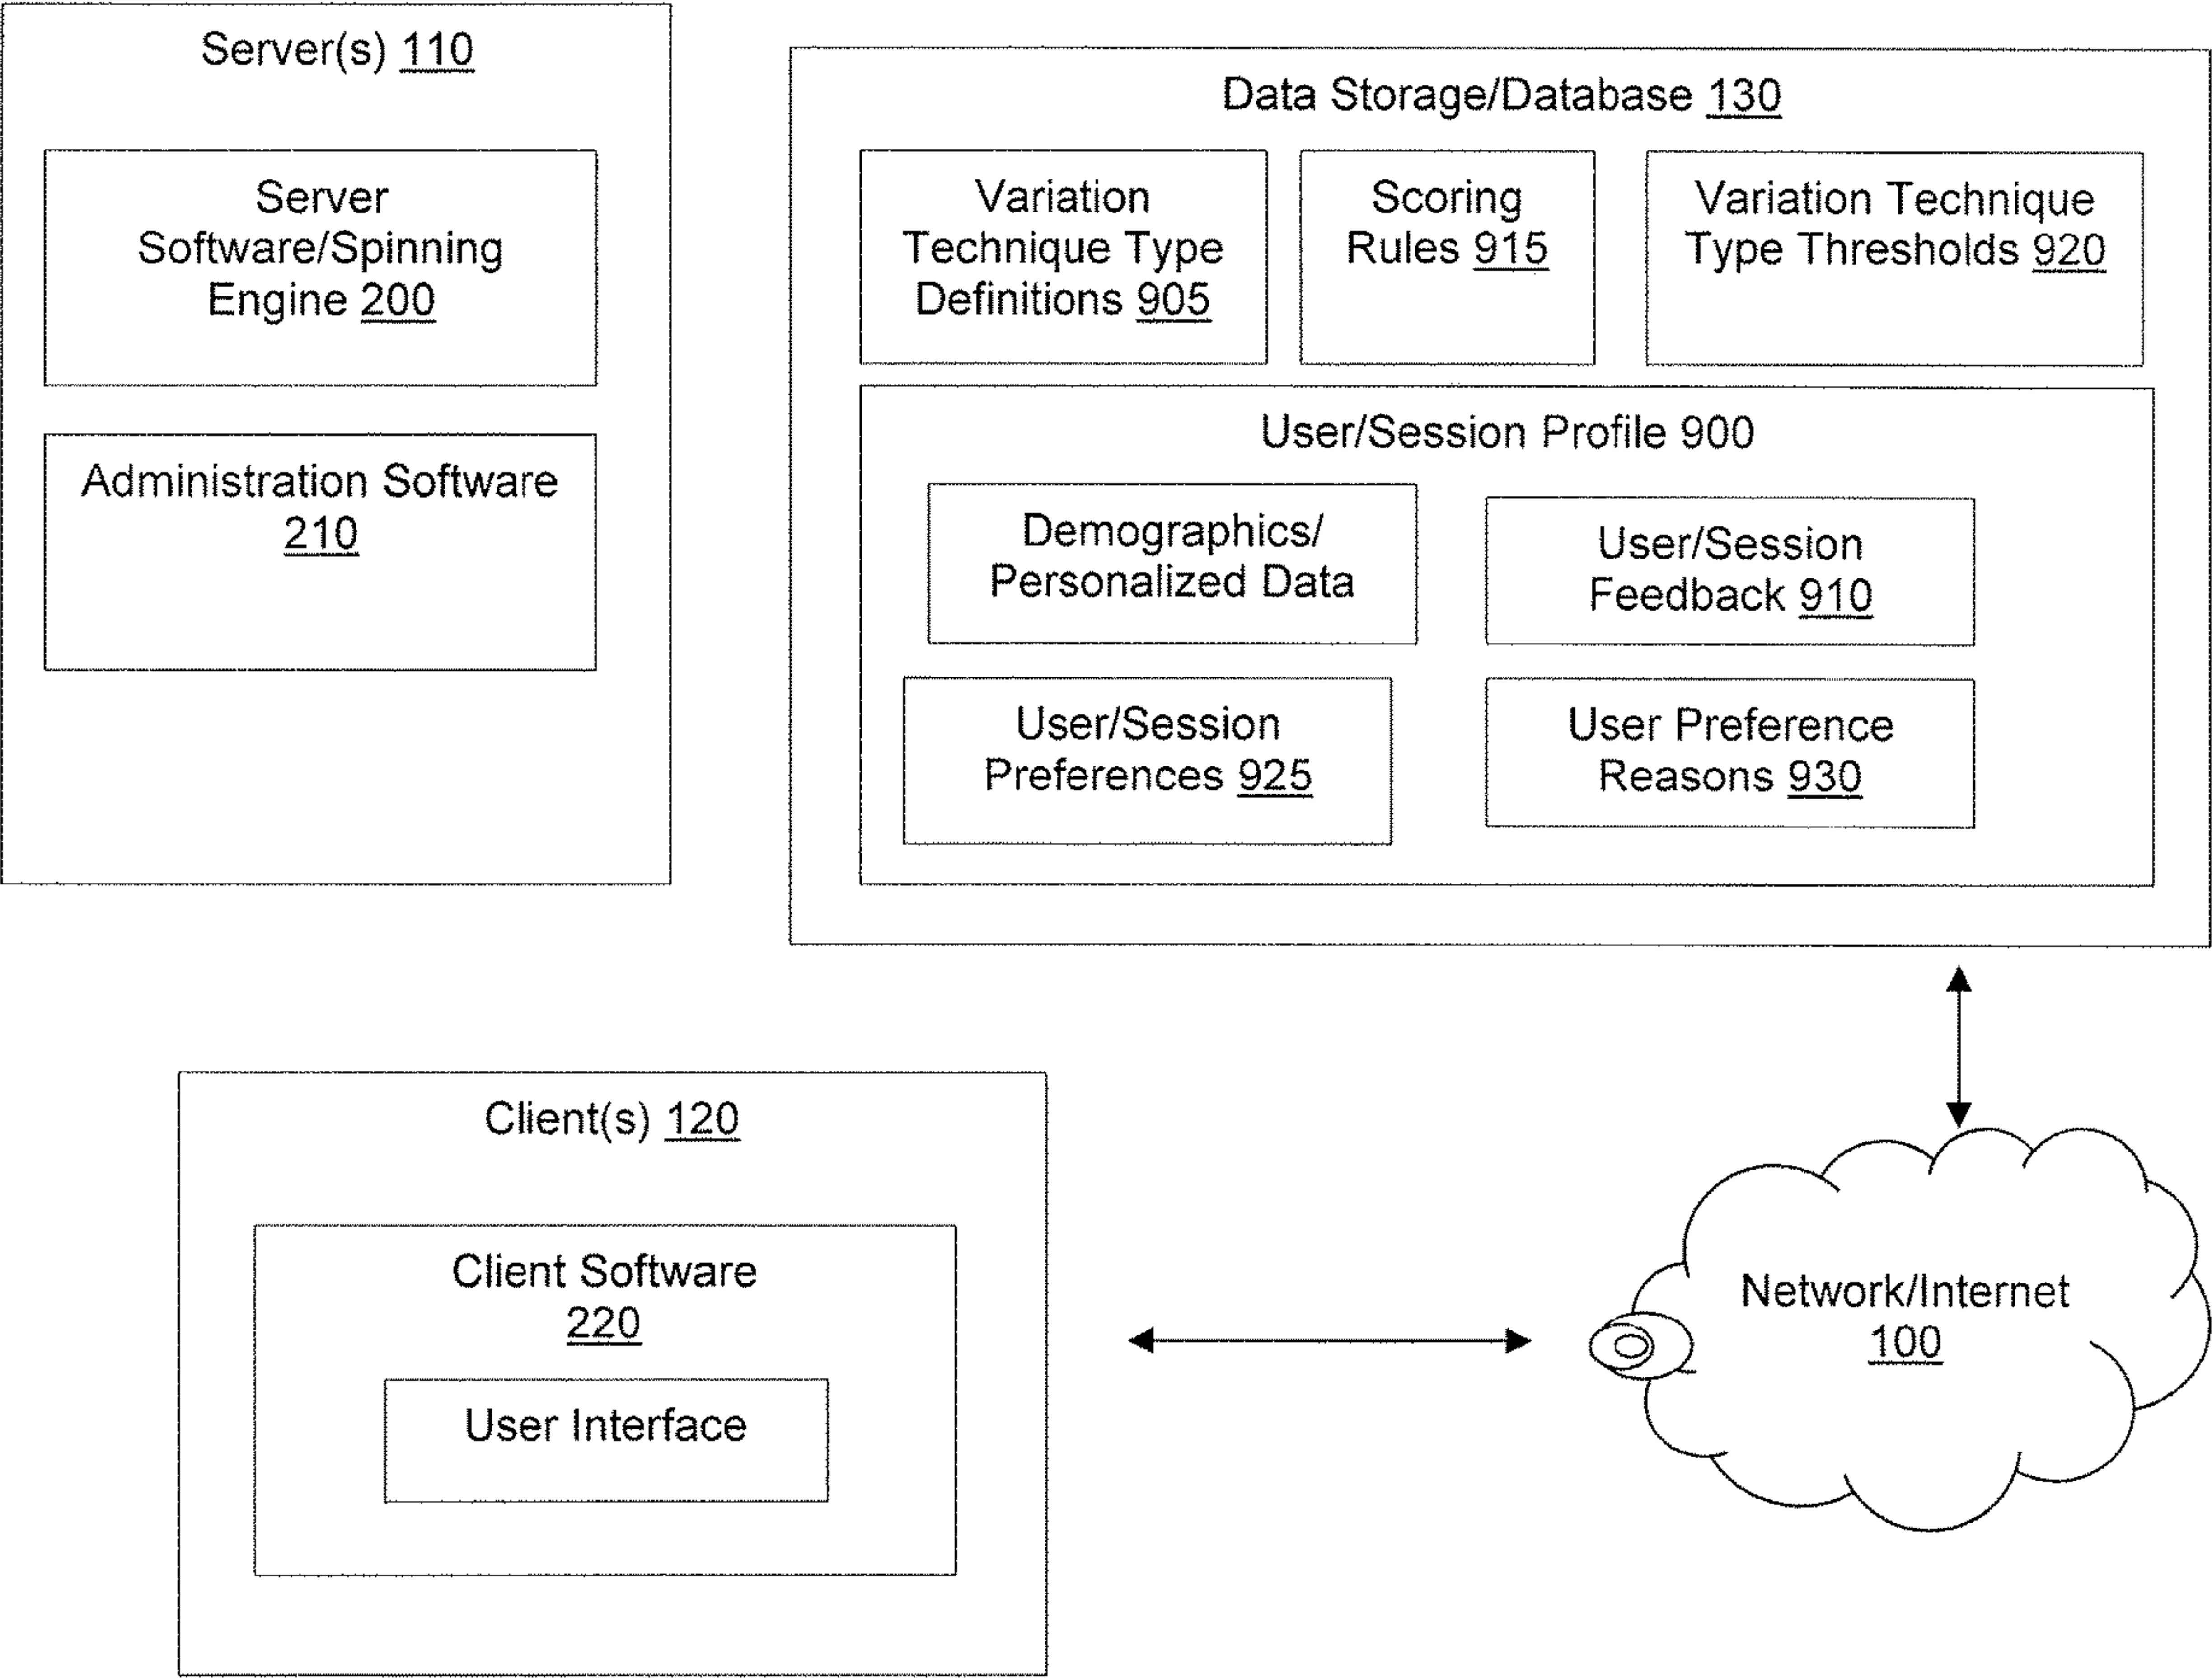 Server(s) 110
Server
Software/Spinning
Engine 200
Administration Software
210
Data Storage/Database 130
Variation
Technique Type
Definitions 905
Scoring
Rules 915
Variation Technique
Type Thresholds 920
User/Session Profile 900
Demographics/
Personalized Data
User/Session
Feedback 910
User/Session
Preferences 925
User Preference
Reasons 930
Client(s) 120
Client Software
220
User Interface
Network/Internet
100